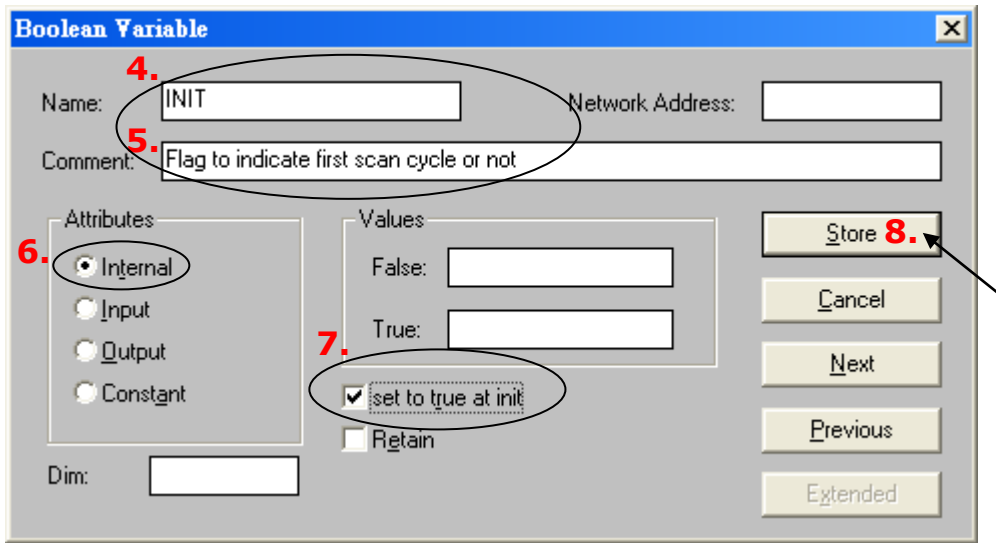 Boolean Variable
4.
Name: INIT Network Address:
5.
Comment: Flag to indicate first scan cycle or not
Attributes
6.
Internal
Input
Output
Constant
Dim:
Values
False:
True:
7.
set to true at init
Retain
Store 8.
Cancel
Next
Previous
Extended